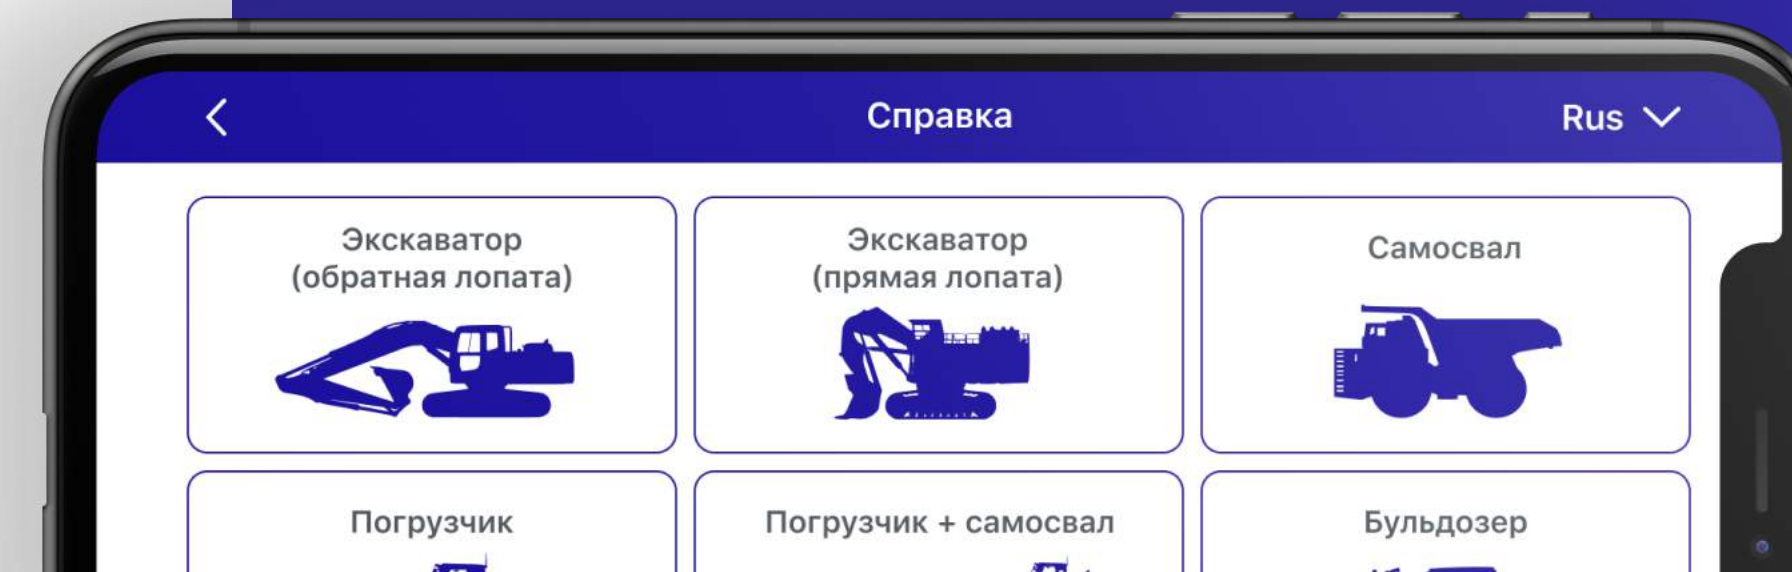 Справка
Rus
Экскаватор
(обратная лопата)
Экскаватор
(прямая лопата)
Самосвал
Погрузчик
Погрузчик + самосвал
Бульдозер